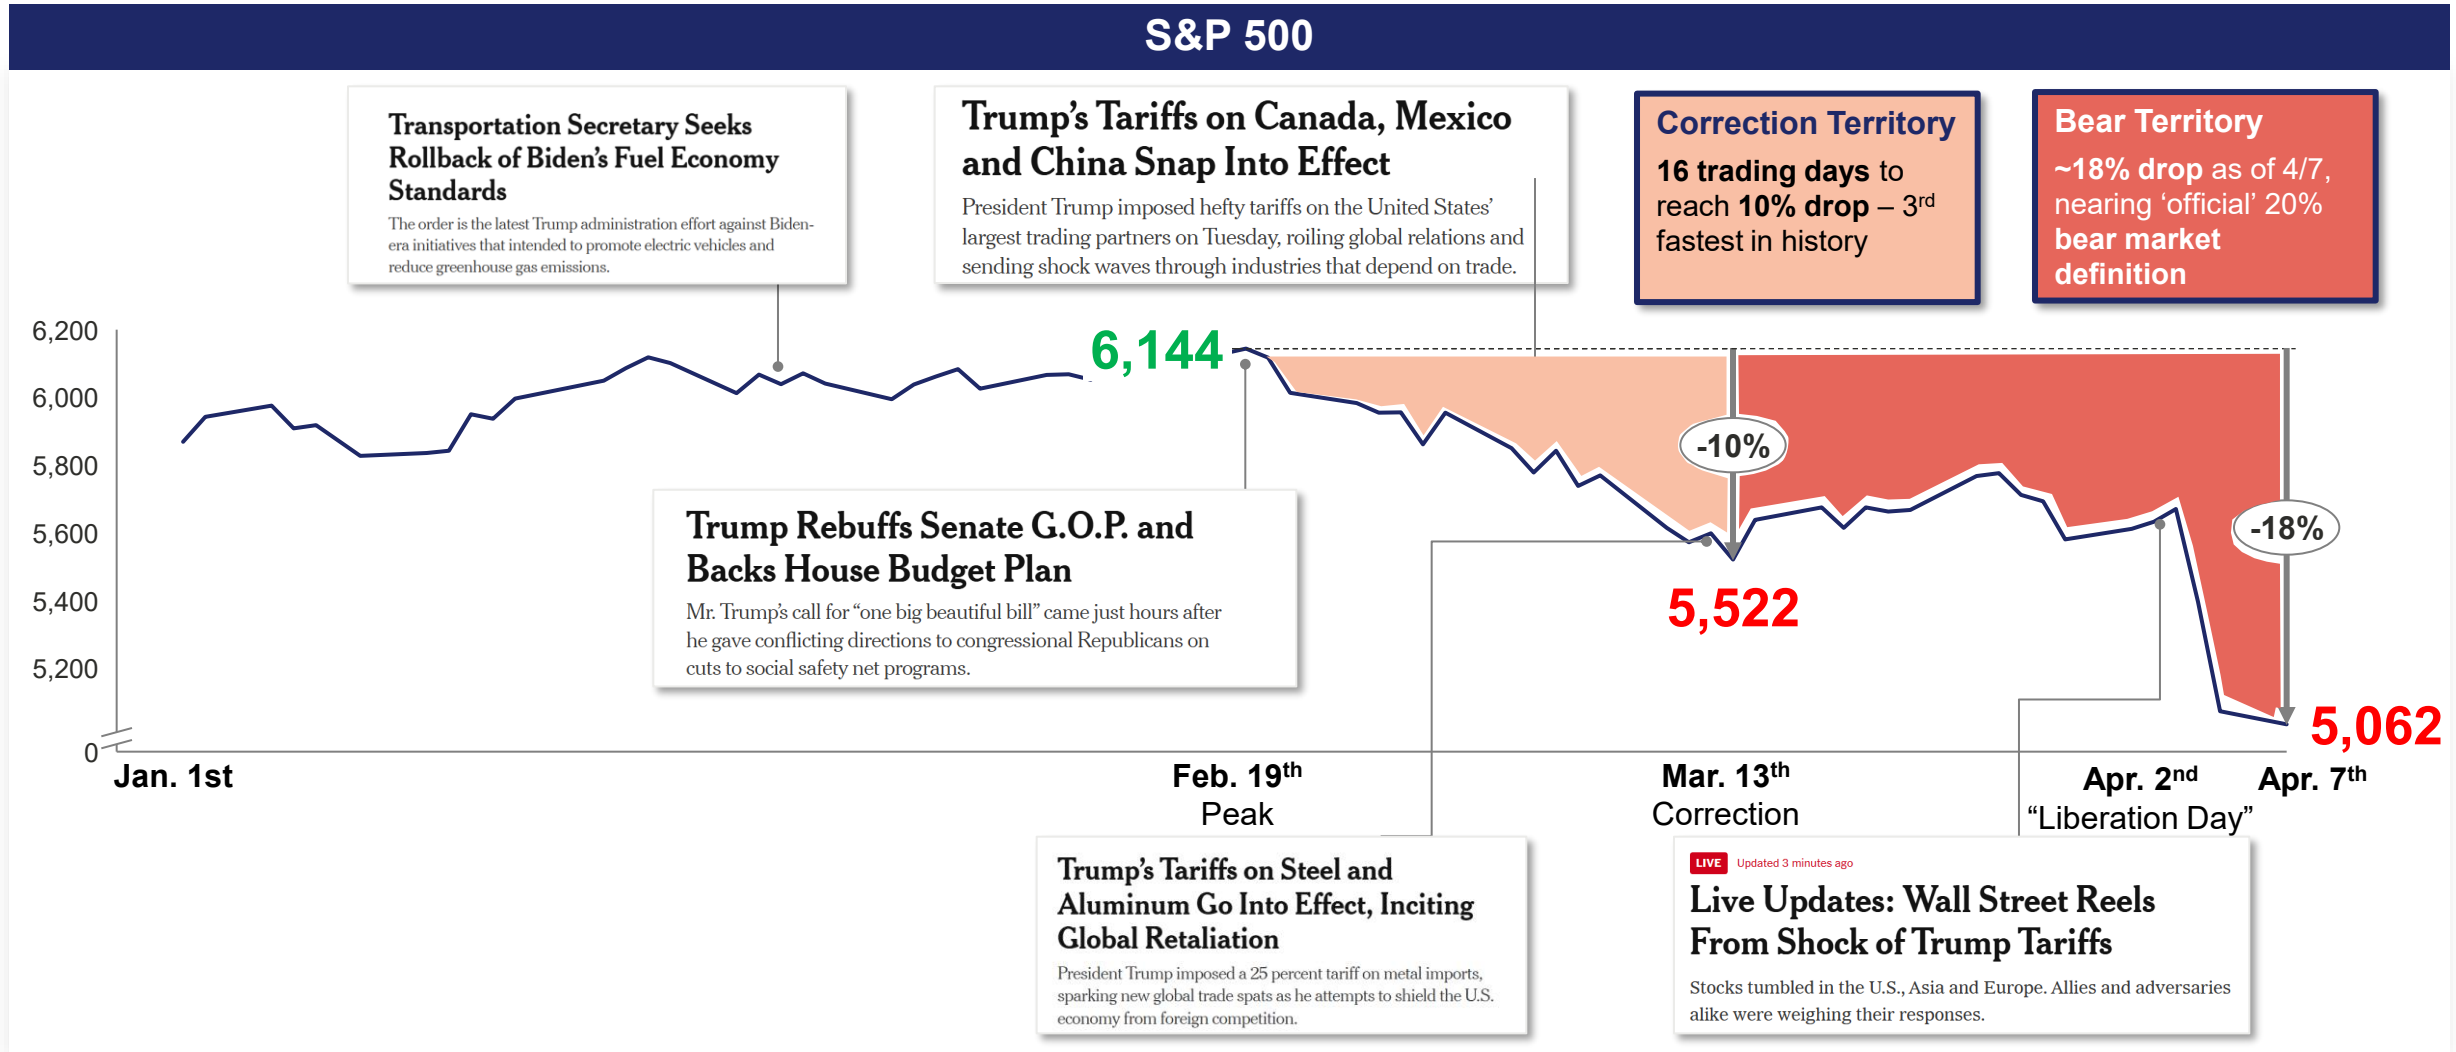 S&P 500
Transportation Secretary Seeks
Rollback of Biden's Fuel Economy
Standards
The order is the latest Trump administration effort against Biden-
era initiatives that intended to promote electric vehicles and
reduce greenhouse gas emissions.
Trump's Tariffs on Canada, Mexico
and China Snap Into Effect
President Trump imposed hefty tariffs on the United States'
largest trading partners on Tuesday, roiling global relations and
sending shock waves through industries that depend on trade.
Correction Territory
16 trading days to
reach 10% drop – 3rd
fastest in history
Bear Territory
~18% drop as of 4/7,
nearing 'official' 20%
bear market
definition
6,200
6,000
5,800
5,600
5,400
5,200
0
6,144
-10%
-18%
5,522
5,062
Trump Rebuffs Senate G.O.P. and
Backs House Budget Plan
Mr. Trump's call for “one big beautiful bill” came just hours after
he gave conflicting directions to congressional Republicans on
cuts to social safety net programs.
Jan. 1st
Feb. 19th
Peak
Mar. 13th
Correction
Apr. 2nd
“Liberation Day”
Apr. 7th
Trump's Tariffs on Steel and
Aluminum Go Into Effect, Inciting
Global Retaliation
President Trump imposed a 25 percent tariff on metal imports,
sparking new global trade spats as he attempts to shield the U.S.
economy from foreign competition.
LIVE Updated 3 minutes ago
Live Updates: Wall Street Reels
From Shock of Trump Tariffs
Stocks tumbled in the U.S., Asia and Europe. Allies and adversaries
alike were weighing their responses.